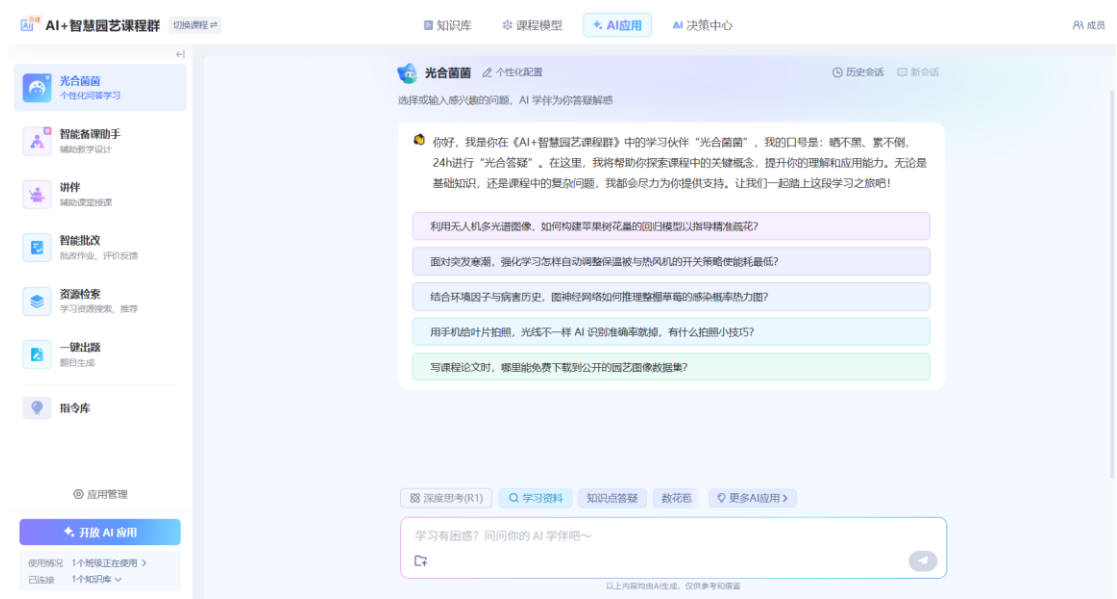 AI+智慧园艺课程群 切换课程 知识库 课程模型 AI应用 决策中心 成员
光合菌菌
个性化问答学习
智能备课助手
辅助教学设计
讲伴
辅助课堂授课
智能批改
批改作业、评价反馈
资源检索
学习资源搜索、推荐
一键出题
题目生成
指令库
应用管理
开放 AI 应用
使用情况 1个班级正在使用
已连接 1个知识库
光合菌菌 个性化配置 历史会话 新会话
选择或输入感兴趣的问题，AI 学伴为你答疑解惑
你好，我是你在《AI+智慧园艺课程群》中的学习伙伴“光合菌菌”，我的口号是：晒不黑、累不倒，
24h进行“光合答疑”。在这里，我将帮助你探索课程中的关键概念，提升你的理解和应用能力。无论是
基础知识，还是课程中的复杂问题，我都会尽力为你提供支持。让我们一起踏上这段学习之旅吧！
利用无人机多光谱图像，如何构建苹果树花量的回归模型以指导精准疏花？
面对突发寒潮，强化学习怎样自动调整保温被与热风机的开关策略使能耗最低？
结合环境因子与病害历史，图神经网络如何推理整棚草莓的感染概率热力图？
用手机给叶片拍照，光线不一样 AI 识别准确率就掉，有什么拍照小技巧？
写课程论文时，哪里能免费下载到公开的园艺图像数据集？
深度思考(R1) 学习资料 知识点答疑 数花苞 更多AI应用
学习有困惑？问问你的 AI 学伴吧～
以上内容均由AI生成，仅供参考和借鉴